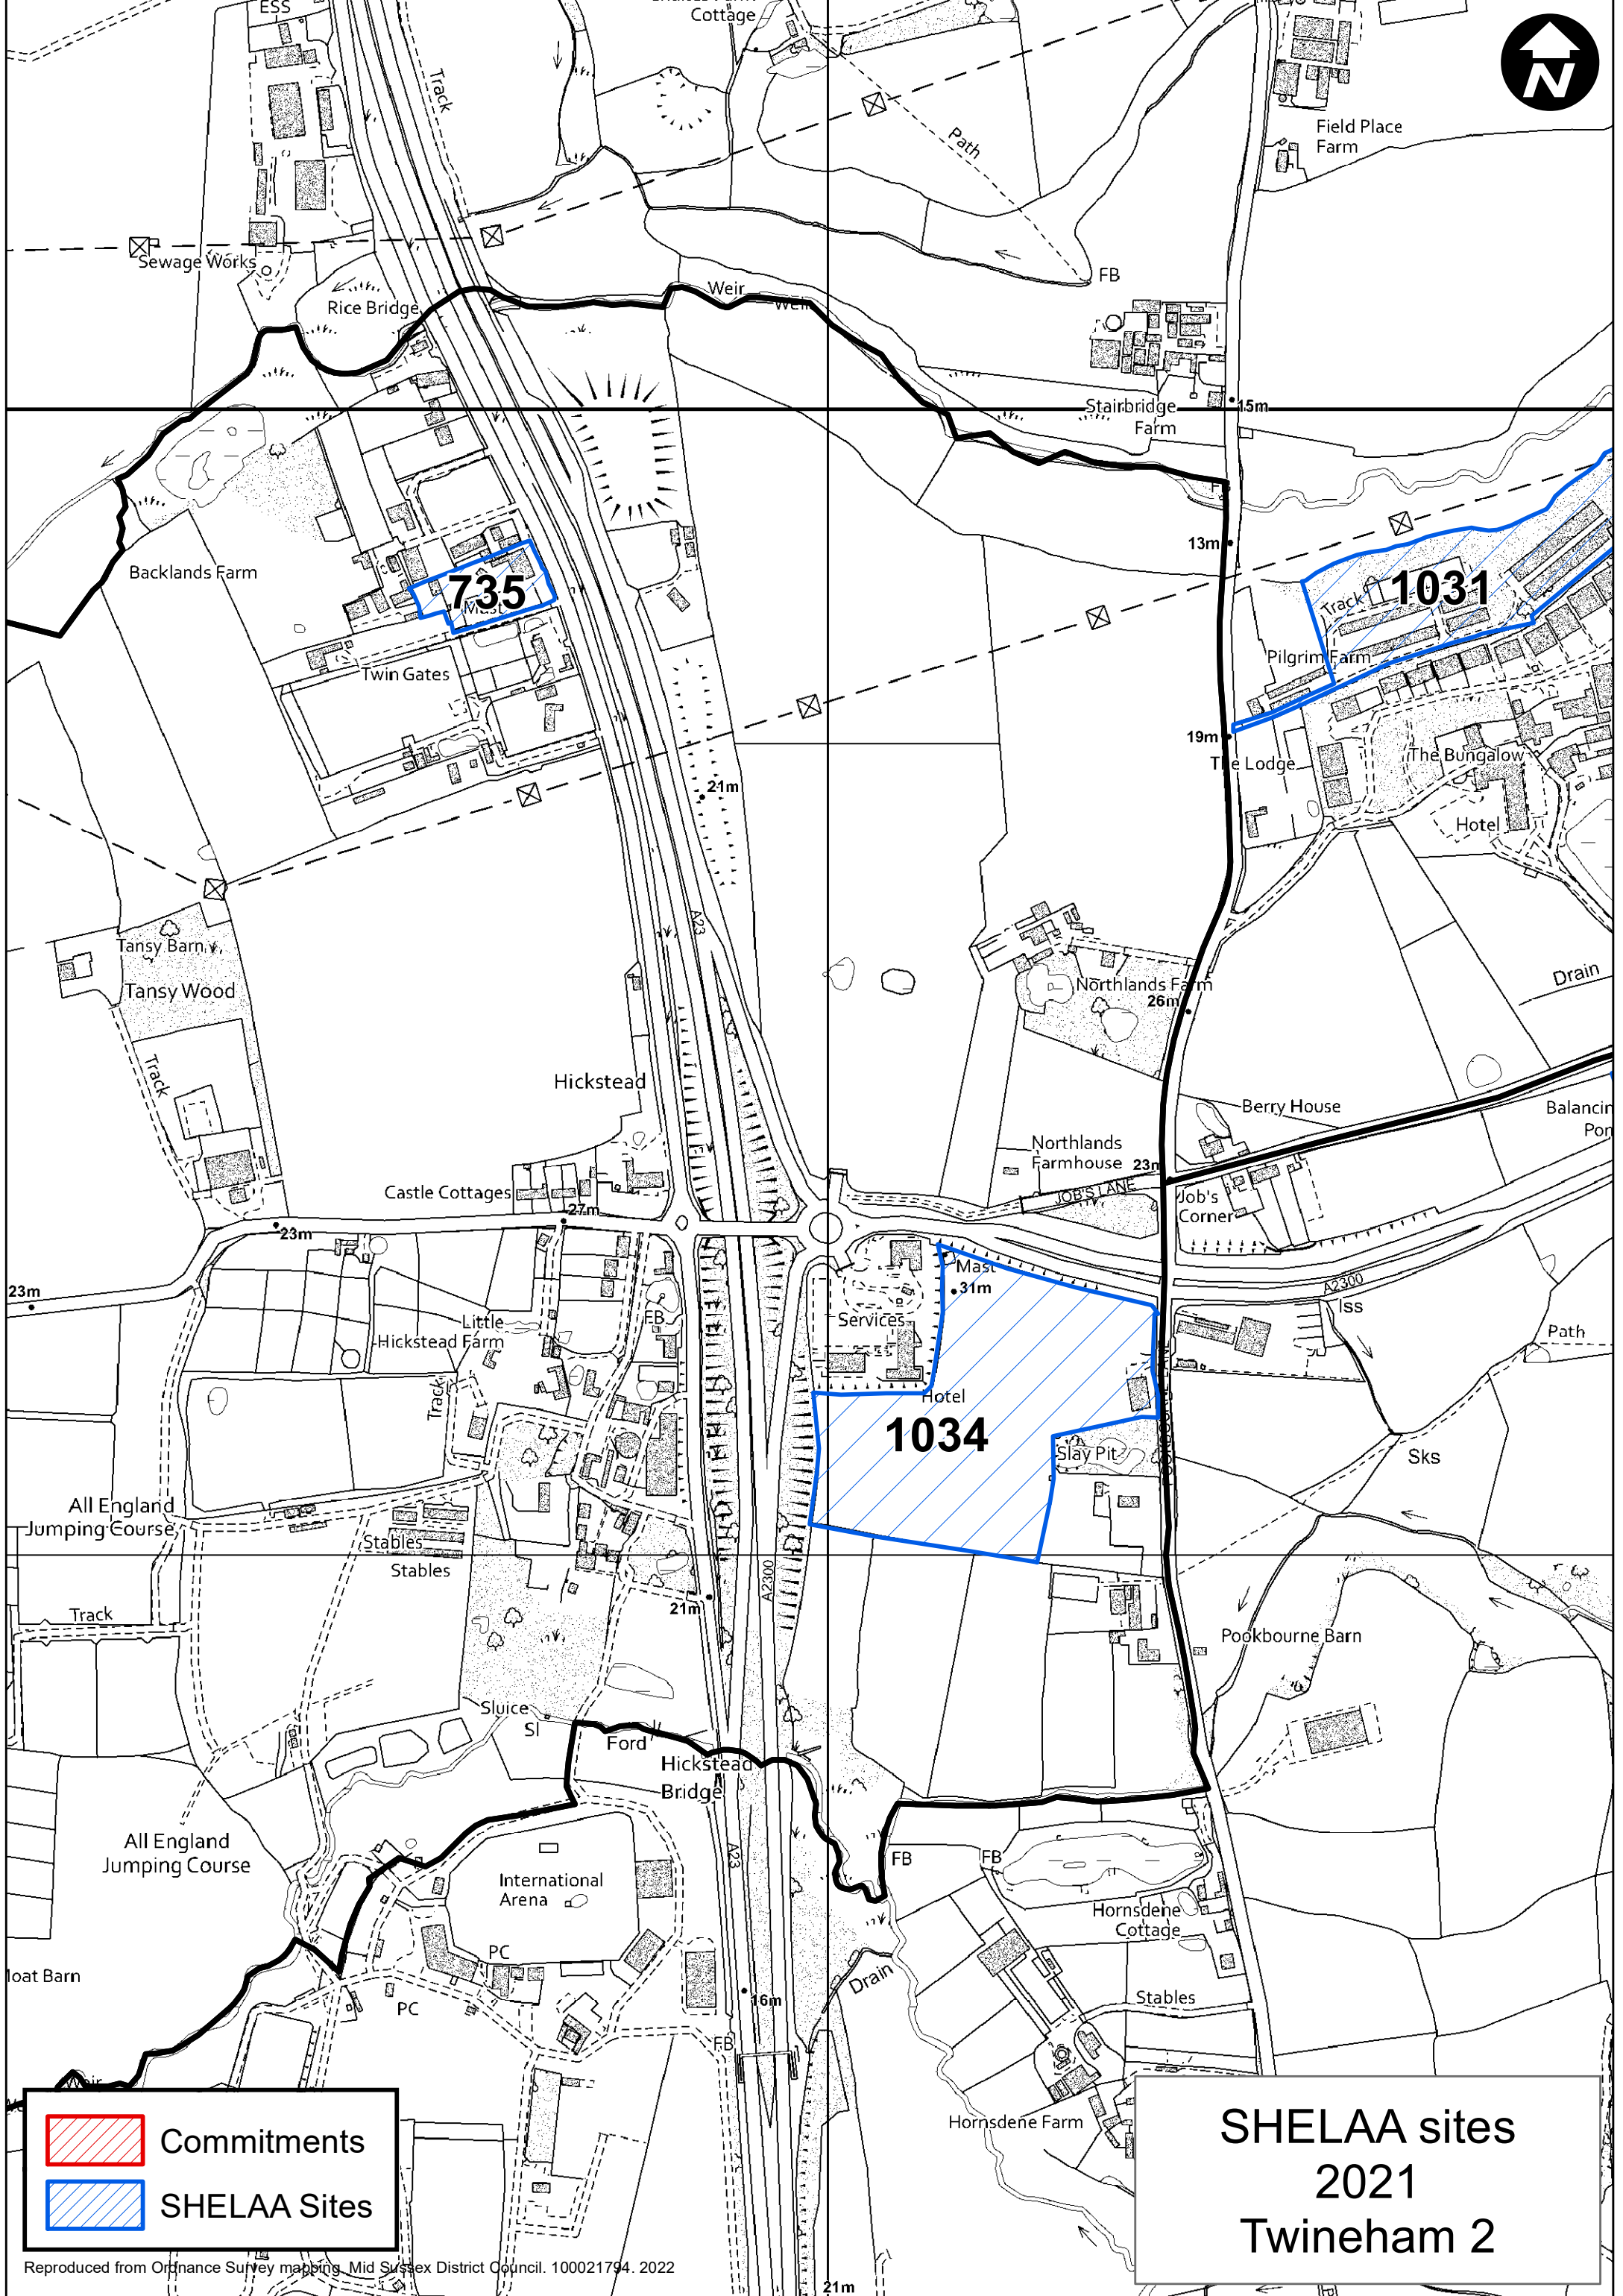 ESS
Cottage
Track
Path
Field Place
Farm
N
Sewage Works
FB
Rice Bridge
Weir
Weir
Stairbridge
Farm
15m
13m
Backlands Farm
735
Mast
1031
Track
Pilgrim Farm
Twin Gates
19m
The Lodge
The Bungalow
21m
Hotel
A23
Tansy Barn
Tansy Wood
Drain
Northlands Farm
26m
Track
Hickstead
Berry House
Balancin
Pon
Northlands
Farmhouse
23m
JOB'S LANE
Castle Cottages
Job's
Corner
27m
23m
23m
Mast
31m
A2300
Iss
Services
FB
Little
Hickstead Farm
Path
Track
Hotel
1034
Slay Pit
Sks
All England
Jumping Course
Stables
Stables
A2300
21m
Track
Pookbourne Barn
Sluice
Sl
Ford
Hickstead
Bridge
All England
Jumping Course
A23
FB
FB
International
Arena
Hornsdene
Cottage
PC
loat Barn
Drain
PC
16m
Stables
FB
Weir
Hornsdene Farm
Commitments
SHELAA Sites
SHELAA sites
2021
Twineham 2
Reproduced from Ordnance Survey mapping. Mid Sussex District Council. 100021794. 2022
21m